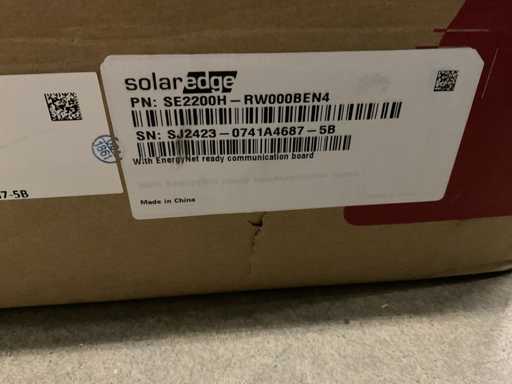 solaredge
PN: SE2200H-RW000BEN4
SN: SJ2423-0741A4687-5B
With EnergyNet ready communication board
Made in China
7-5B